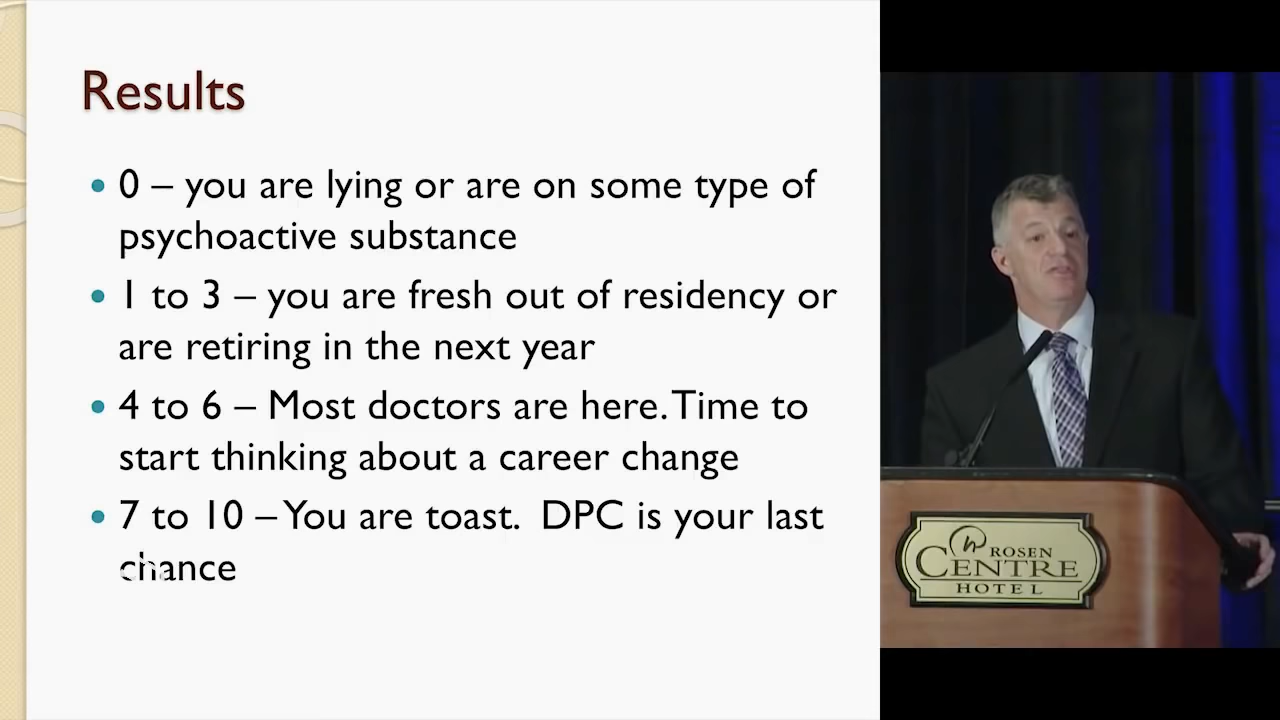 Results
• 0 – you are lying or are on some type of
psychoactive substance
• 1 to 3 – you are fresh out of residency or
are retiring in the next year
• 4 to 6 – Most doctors are here. Time to
start thinking about a career change
• 7 to 10 – You are toast.  DPC is your last
chance
ROSEN
CENTRE
HOTEL